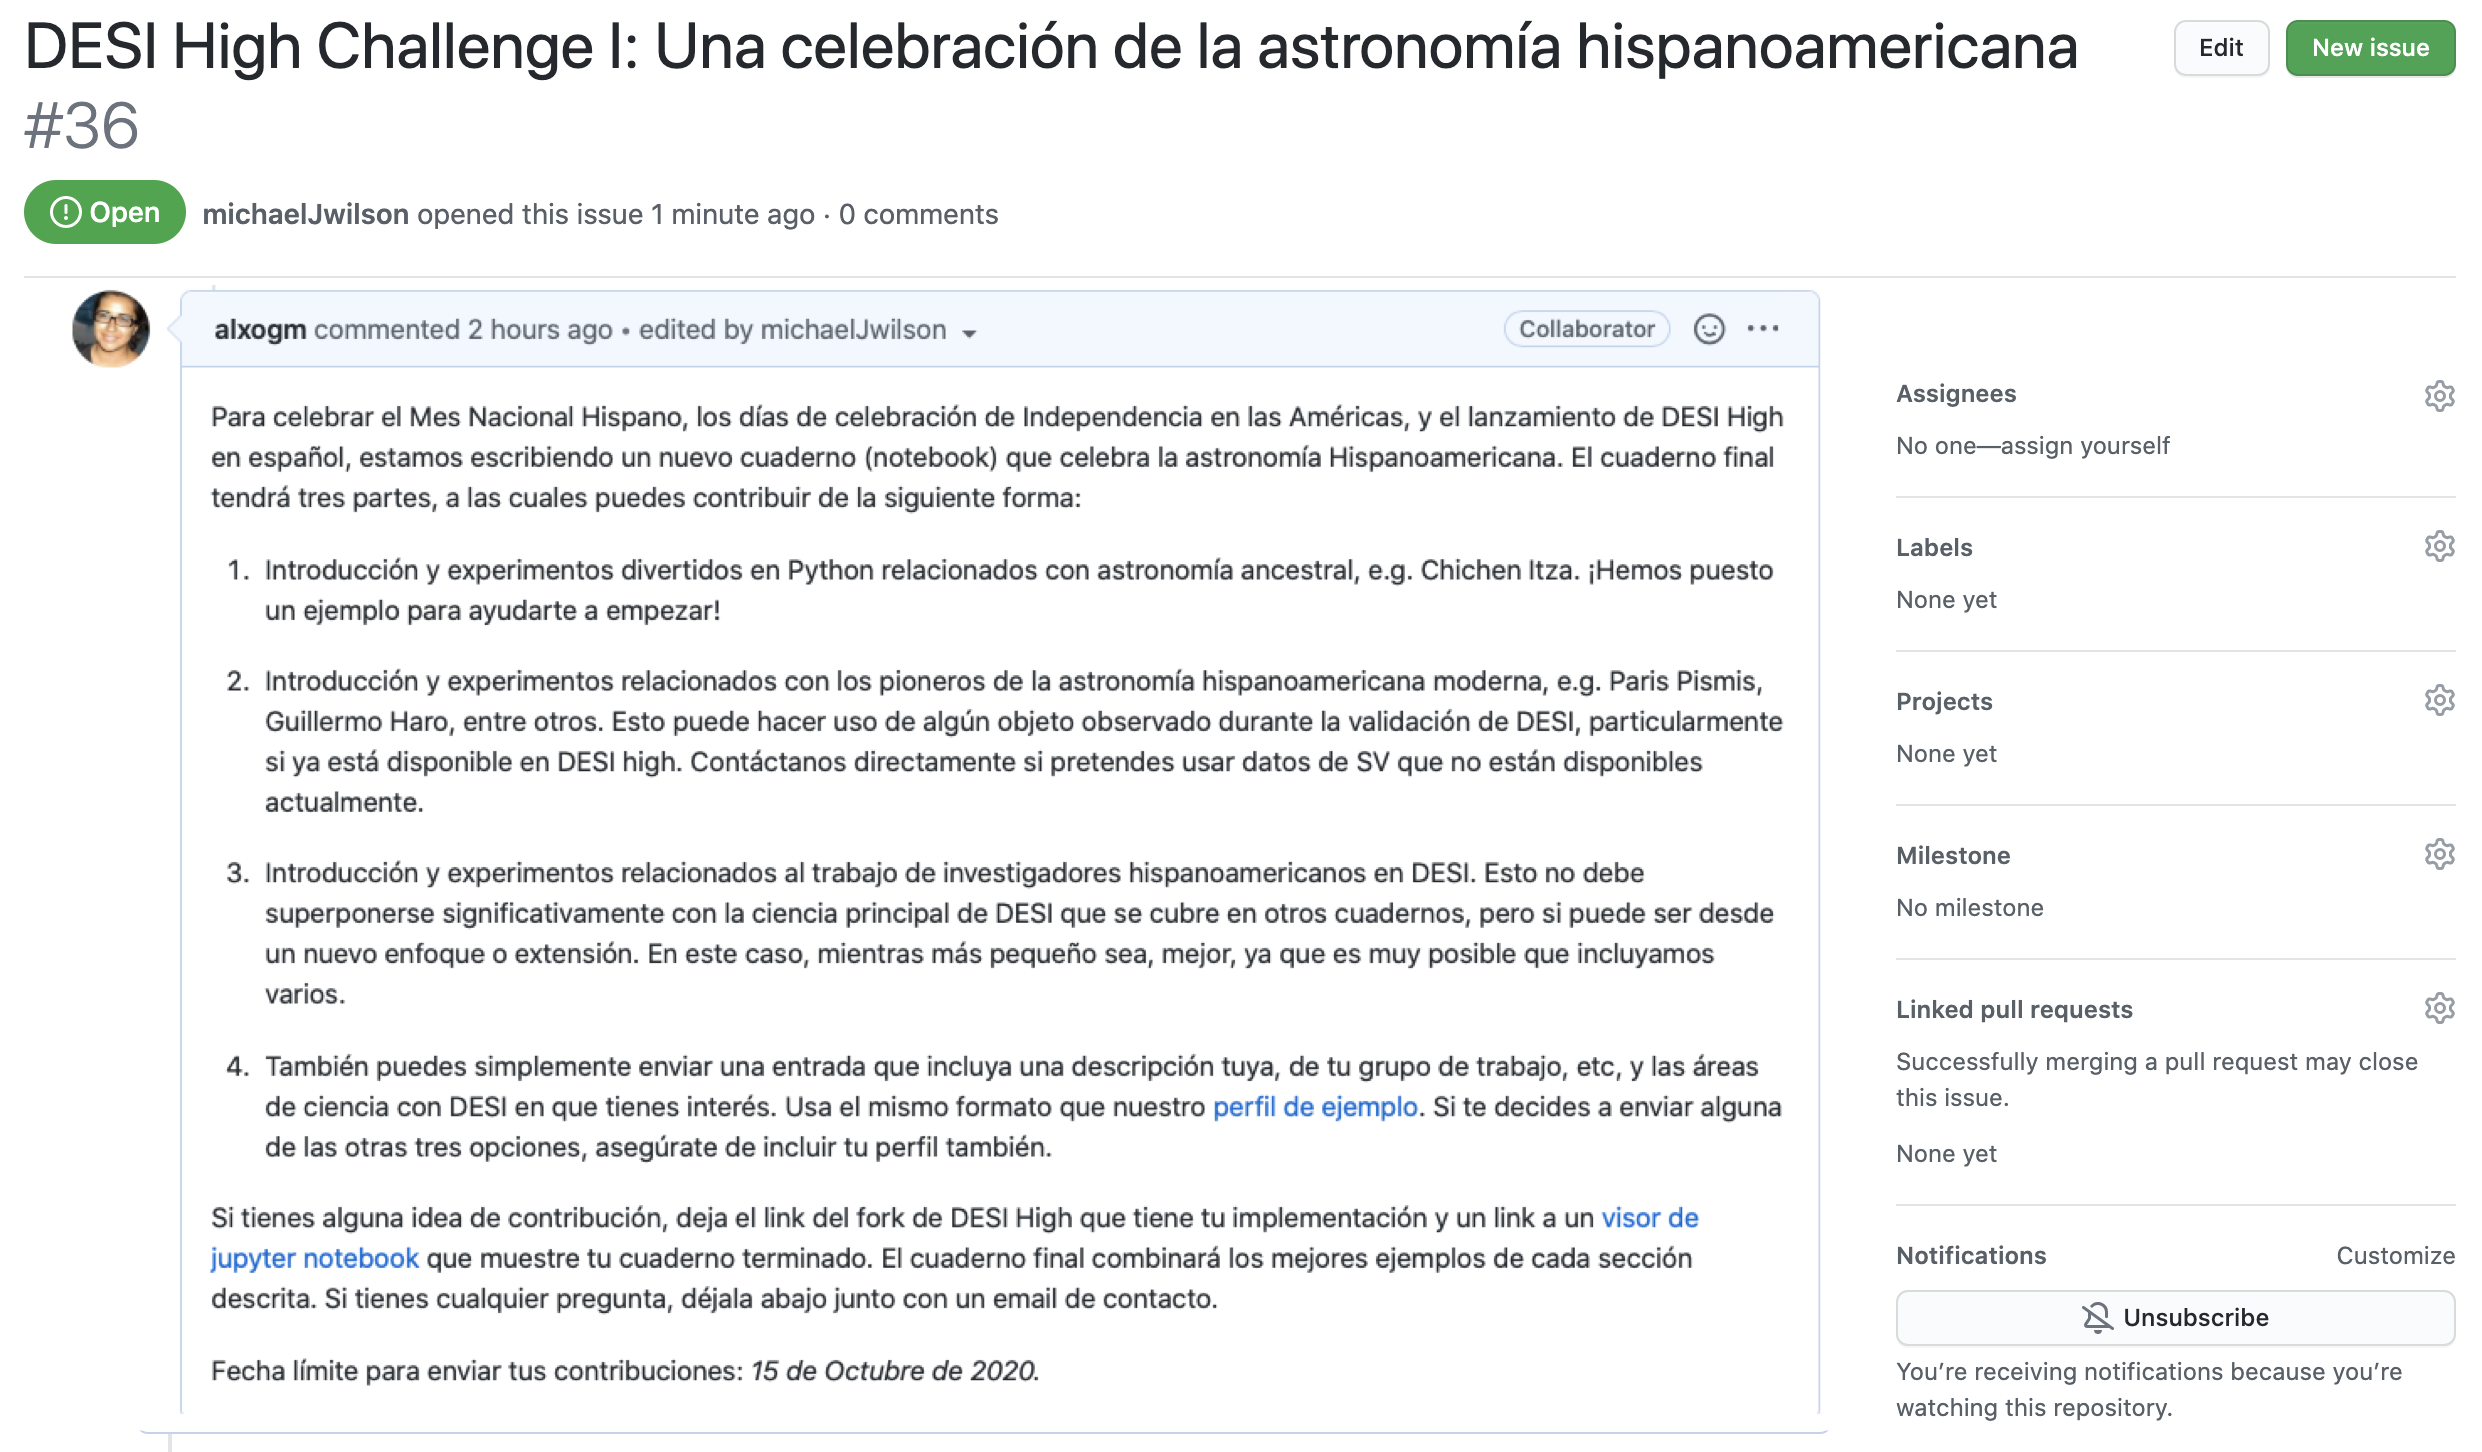 DESI High Challenge I: Una celebración de la astronomía hispanoamericana
#36
Edit
New issue
Open
michaelJwilson opened this issue 1 minute ago · 0 comments
alxogm commented 2 hours ago • edited by michaelJwilson
Collaborator
Para celebrar el Mes Nacional Hispano, los días de celebración de Independencia en las Américas, y el lanzamiento de DESI High
en español, estamos escribiendo un nuevo cuaderno (notebook) que celebra la astronomía Hispanoamericana. El cuaderno final
tendrá tres partes, a las cuales puedes contribuir de la siguiente forma:
1. Introducción y experimentos divertidos en Python relacionados con astronomía ancestral, e.g. Chichen Itza. ¡Hemos puesto
un ejemplo para ayudarte a empezar!
2. Introducción y experimentos relacionados con los pioneros de la astronomía hispanoamericana moderna, e.g. Paris Pismis,
Guillermo Haro, entre otros. Esto puede hacer uso de algún objeto observado durante la validación de DESI, particularmente
si ya está disponible en DESI high. Contáctanos directamente si pretendes usar datos de SV que no están disponibles
actualmente.
3. Introducción y experimentos relacionados al trabajo de investigadores hispanoamericanos en DESI. Esto no debe
superponerse significativamente con la ciencia principal de DESI que se cubre en otros cuadernos, pero si puede ser desde
un nuevo enfoque o extensión. En este caso, mientras más pequeño sea, mejor, ya que es muy posible que incluyamos
varios.
4. También puedes simplemente enviar una entrada que incluya una descripción tuya, de tu grupo de trabajo, etc, y las áreas
de ciencia con DESI en que tienes interés. Usa el mismo formato que nuestro perfil de ejemplo. Si te decides a enviar alguna
de las otras tres opciones, asegúrate de incluir tu perfil también.
Si tienes alguna idea de contribución, deja el link del fork de DESI High que tiene tu implementación y un link a un visor de
jupyter notebook que muestre tu cuaderno terminado. El cuaderno final combinará los mejores ejemplos de cada sección
descrita. Si tienes cualquier pregunta, déjala abajo junto con un email de contacto.
Fecha límite para enviar tus contribuciones: 15 de Octubre de 2020.
Assignees
No one—assign yourself
Labels
None yet
Projects
None yet
Milestone
No milestone
Linked pull requests
Successfully merging a pull request may close
this issue.
None yet
Notifications
Customize
Unsubscribe
You're receiving notifications because you're
watching this repository.